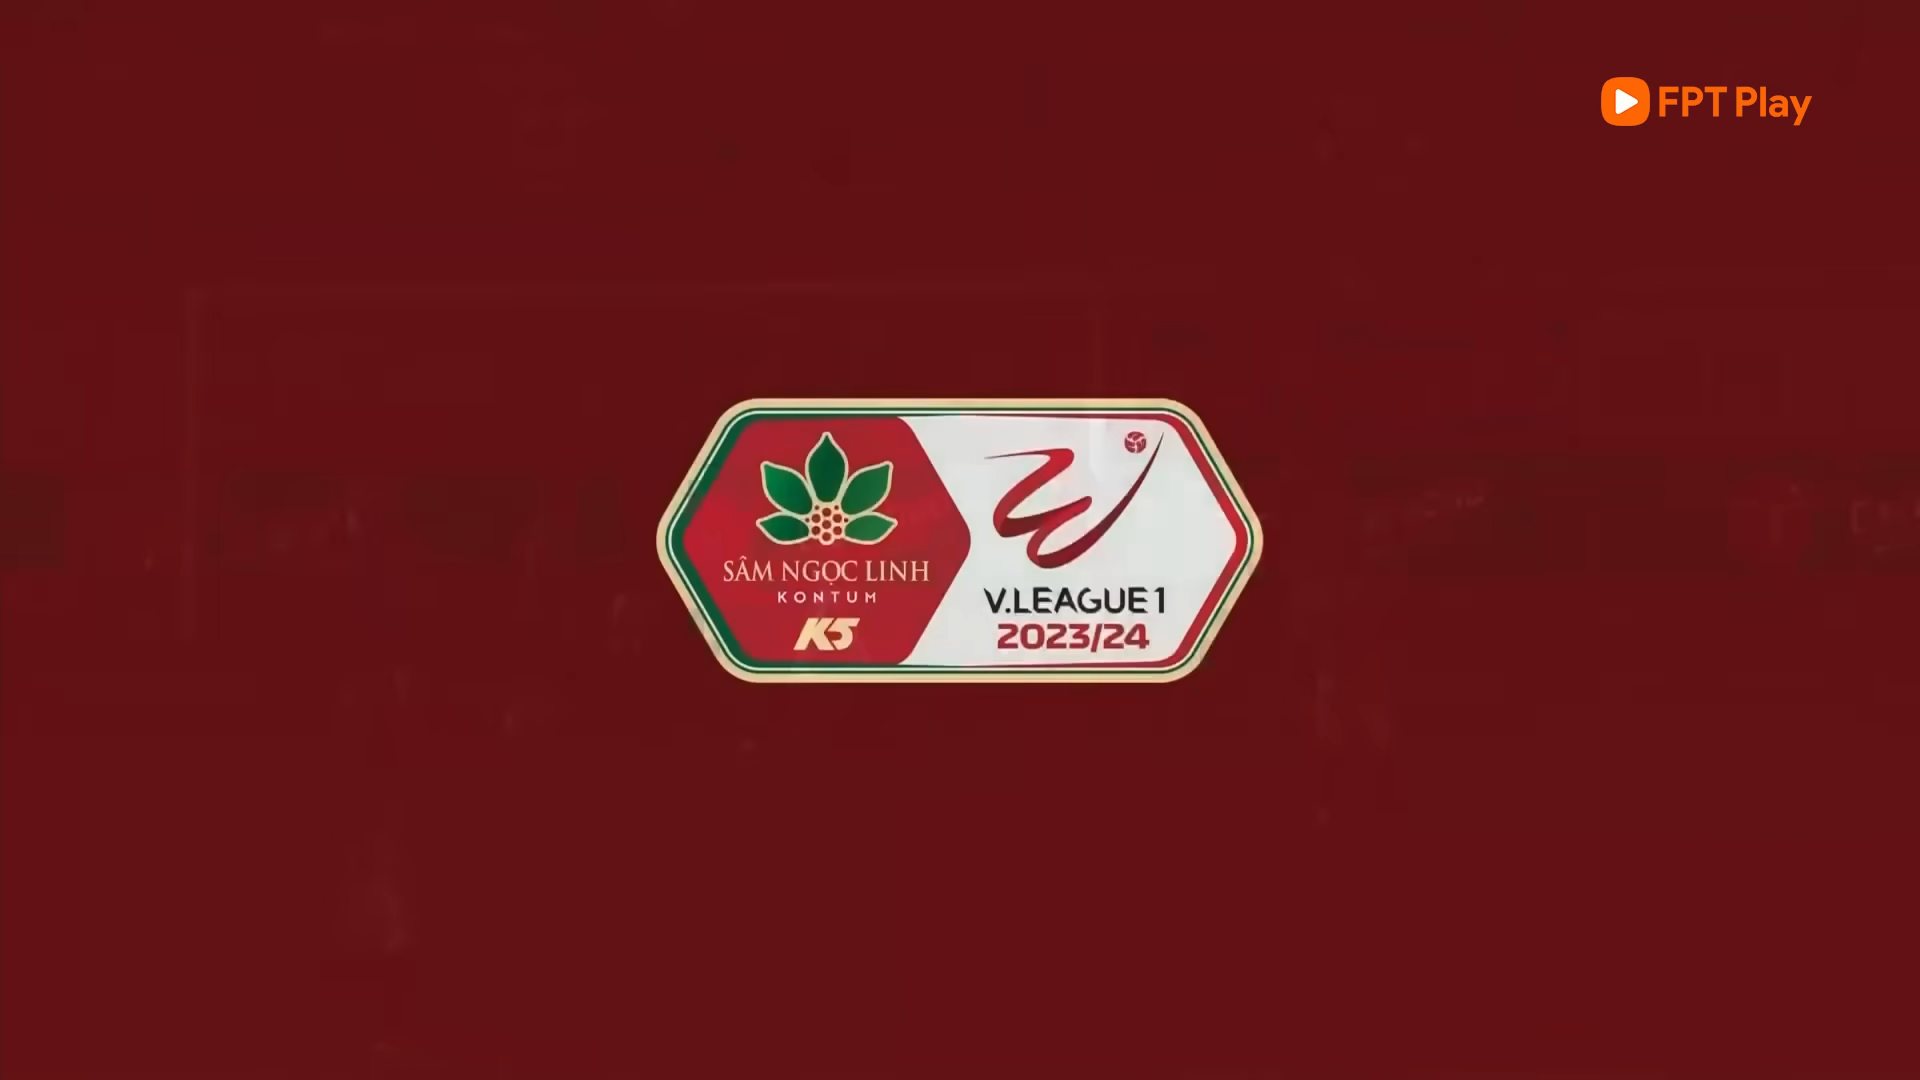 FPT Play
SÂM NGỌC LINH
KONTUM
K5
V.LEAGUE 1
2023/24